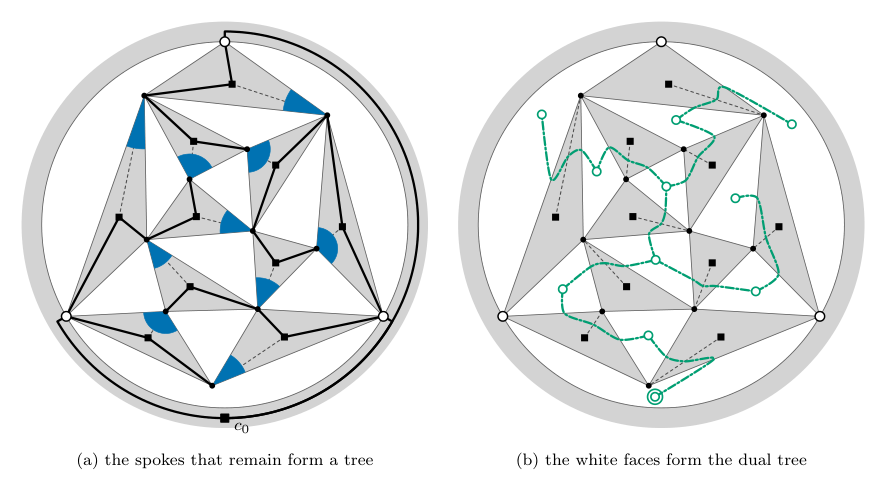 c₀
(a) the spokes that remain form a tree
(b) the white faces form the dual tree